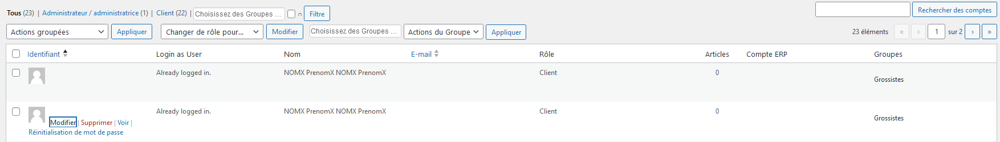 Tous (23) | Administrateur / administratrice (1) | Client (22) | Choisissez des Groupes ... ∩ Filtre Rechercher des comptes
Actions groupées Appliquer Changer de rôle pour... Modifier Choisissez des Groupes ... Actions du Groupe Appliquer 23 éléments « ‹ 1 sur 2 › »
Identifiant Login as User Nom E-mail Rôle Articles Compte ERP Groupes
Already logged in. NOMX PrenomX NOMX PrenomX Client 0 Grossistes
Already logged in. NOMX PrenomX NOMX PrenomX Client 0 Grossistes
Modifier | Supprimer | Voir |
Réinitialisation de mot de passe